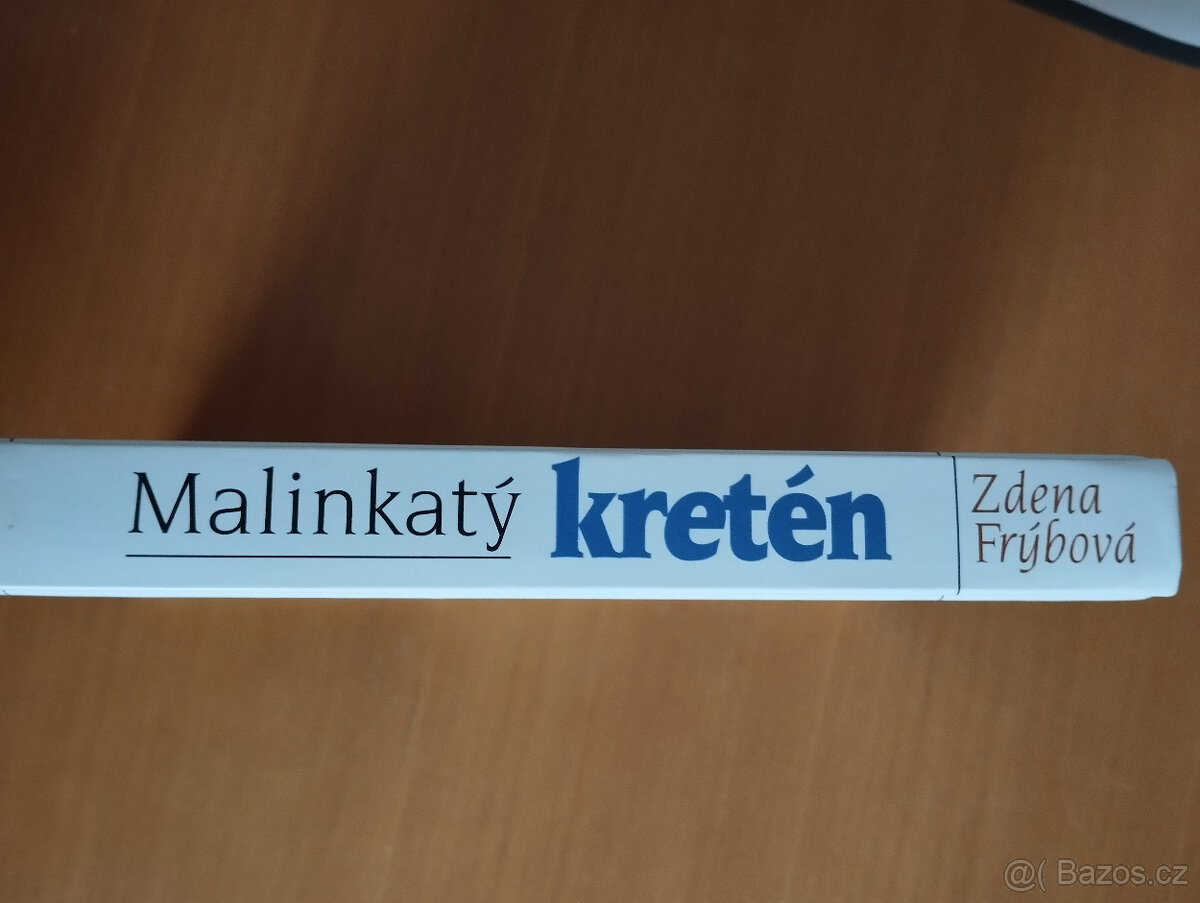 Malinkatý kretén
Zdena
Frýbová
@( Bazos.cz